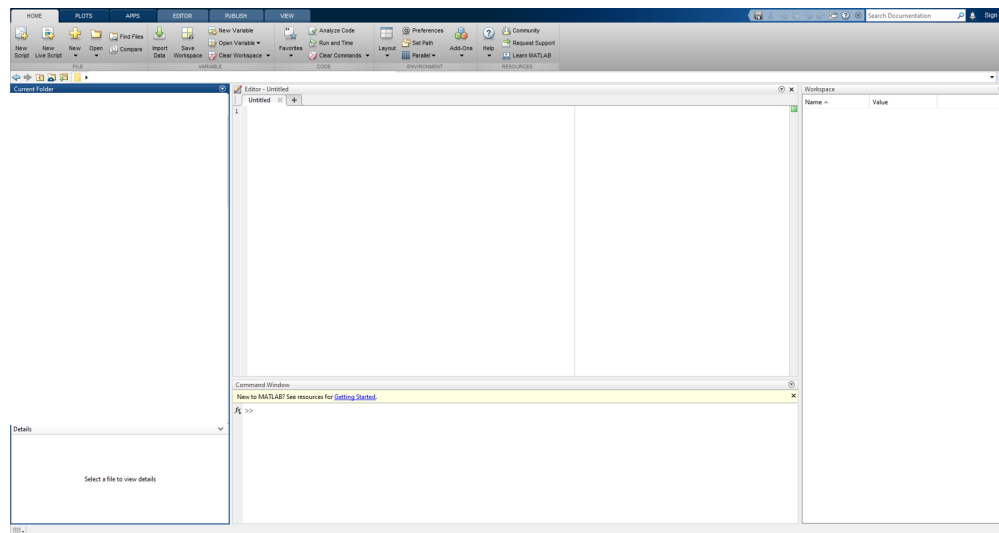 HOME PLOTS APPS EDITOR PUBLISH VIEW Search Documentation Sign
New Script New Live Script New Open Find Files Compare Import Data Save Workspace New Variable Open Variable Clear Workspace Favorites Analyze Code Run and Time Clear Commands Layout Preferences Set Path Parallel Add-Ons Help Community Request Support Learn MATLAB
FILE VARIABLE CODE ENVIRONMENT RESOURCES
Current Folder
Editor - Untitled
Untitled
1
Workspace
Name Value
Command Window
New to MATLAB? See resources for Getting Started.
fx >>
Details
Select a file to view details